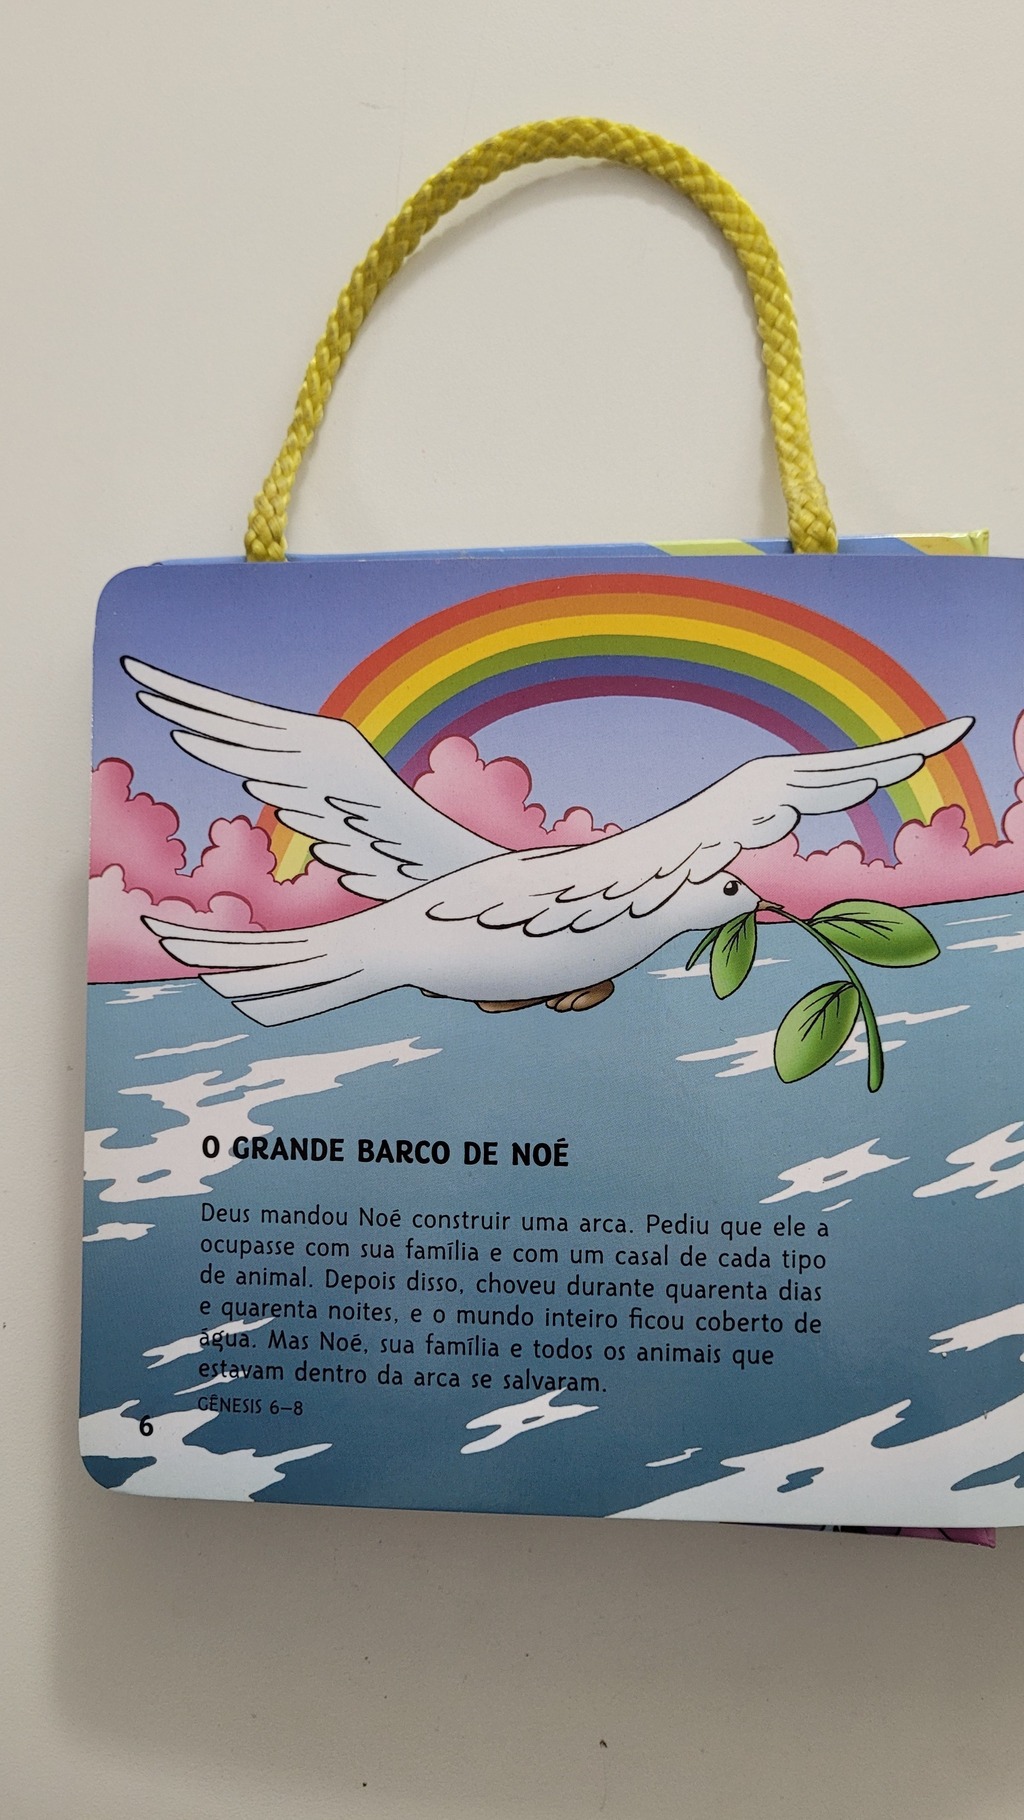 O GRANDE BARCO DE NOÉ
Deus mandou Noé construir uma arca. Pediu que ele a
ocupasse com sua família e com um casal de cada tipo
de animal. Depois disso, choveu durante quarenta dias
e quarenta noites, e o mundo inteiro ficou coberto de
água. Mas Noé, sua família e todos os animais que
estavam dentro da arca se salvaram.
GÊNESIS 6–8
6